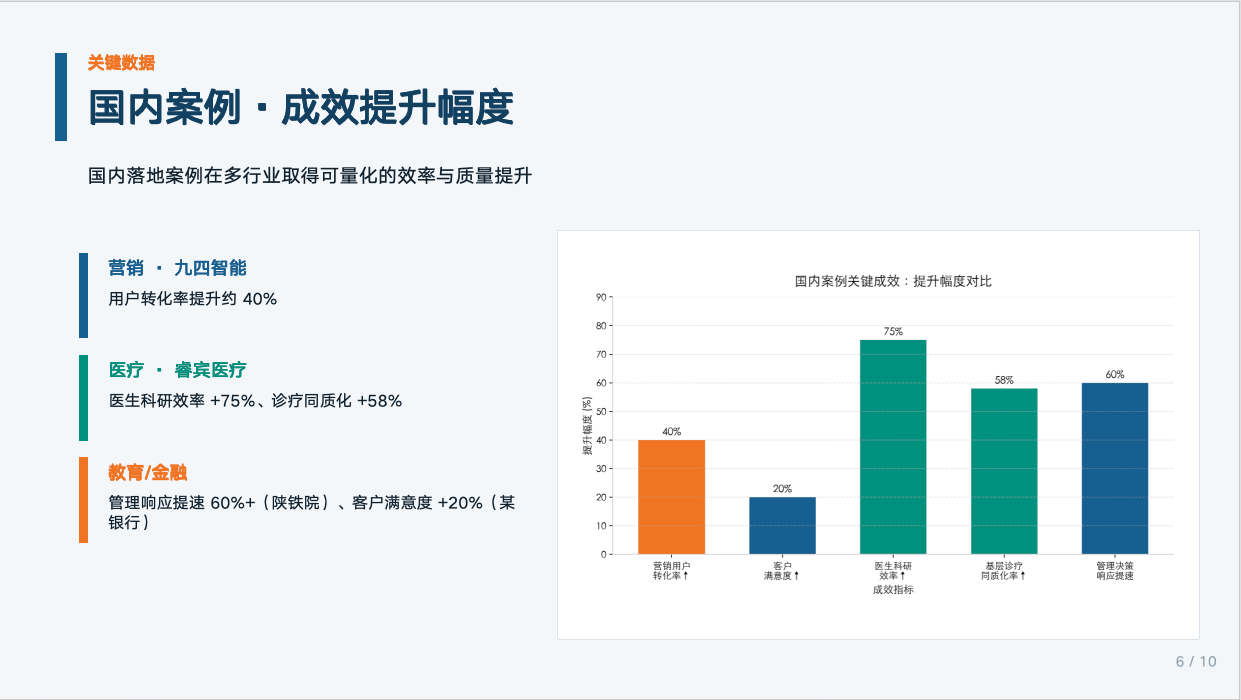 关键数据
国内案例 · 成效提升幅度
国内落地案例在多行业取得可量化的效率与质量提升
营销 · 九四智能
用户转化率提升约 40%
医疗 · 睿宾医疗
医生科研效率 +75%、诊疗同质化 +58%
教育/金融
管理响应提速 60%+（陕铁院）、客户满意度 +20%（某
银行）
国内案例关键成效：提升幅度对比
提升幅度 (%)
90
80
70
60
50
40
30
20
10
0
40%
20%
75%
58%
60%
营销用户
转化率↑
客户
满意度↑
医生科研
效率↑
基层诊疗
同质化率↑
管理决策
响应提速
成效指标
6 / 10